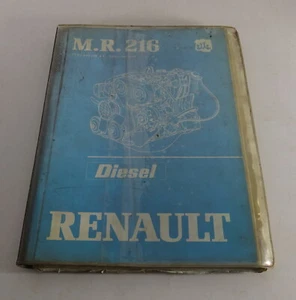 M.R. 216
Diesel
RENAULT